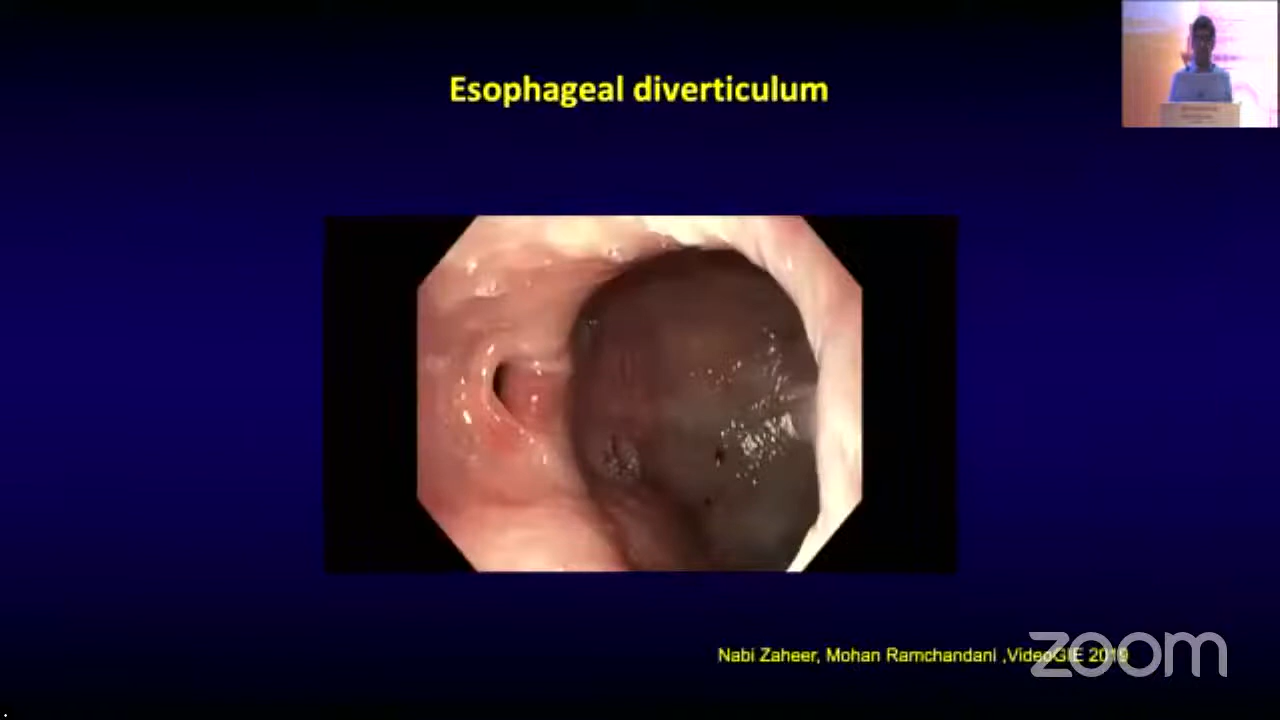 Esophageal diverticulum
Nabi Zaheer, Mohan Ramchandani ,VideoGIE 2019
zoom